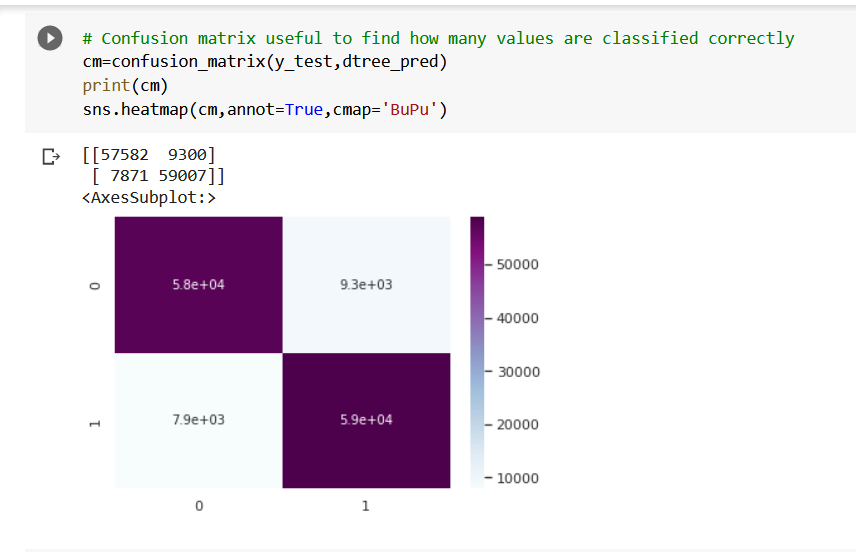 # Confusion matrix useful to find how many values are classified correctly
cm=confusion_matrix(y_test,dtree_pred)
print(cm)
sns.heatmap(cm,annot=True,cmap='BuPu')
[[57582  9300]
 [ 7871 59007]]
<AxesSubplot:>
50000
0 5.8e+04 9.3e+03
40000
30000
1 7.9e+03 5.9e+04
20000
10000
0 1